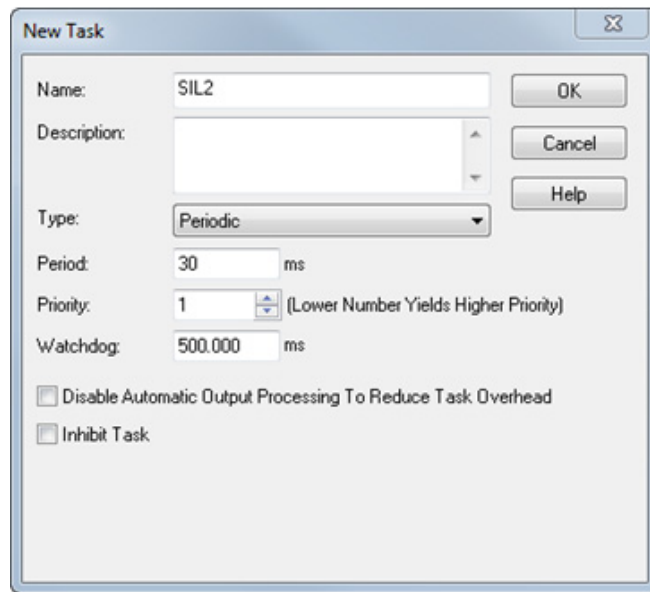 New Task
Name: SIL2 OK
Description: Cancel
Help
Type: Periodic
Period: 30 ms
Priority: 1 (Lower Number Yields Higher Priority)
Watchdog: 500.000 ms
Disable Automatic Output Processing To Reduce Task Overhead
Inhibit Task